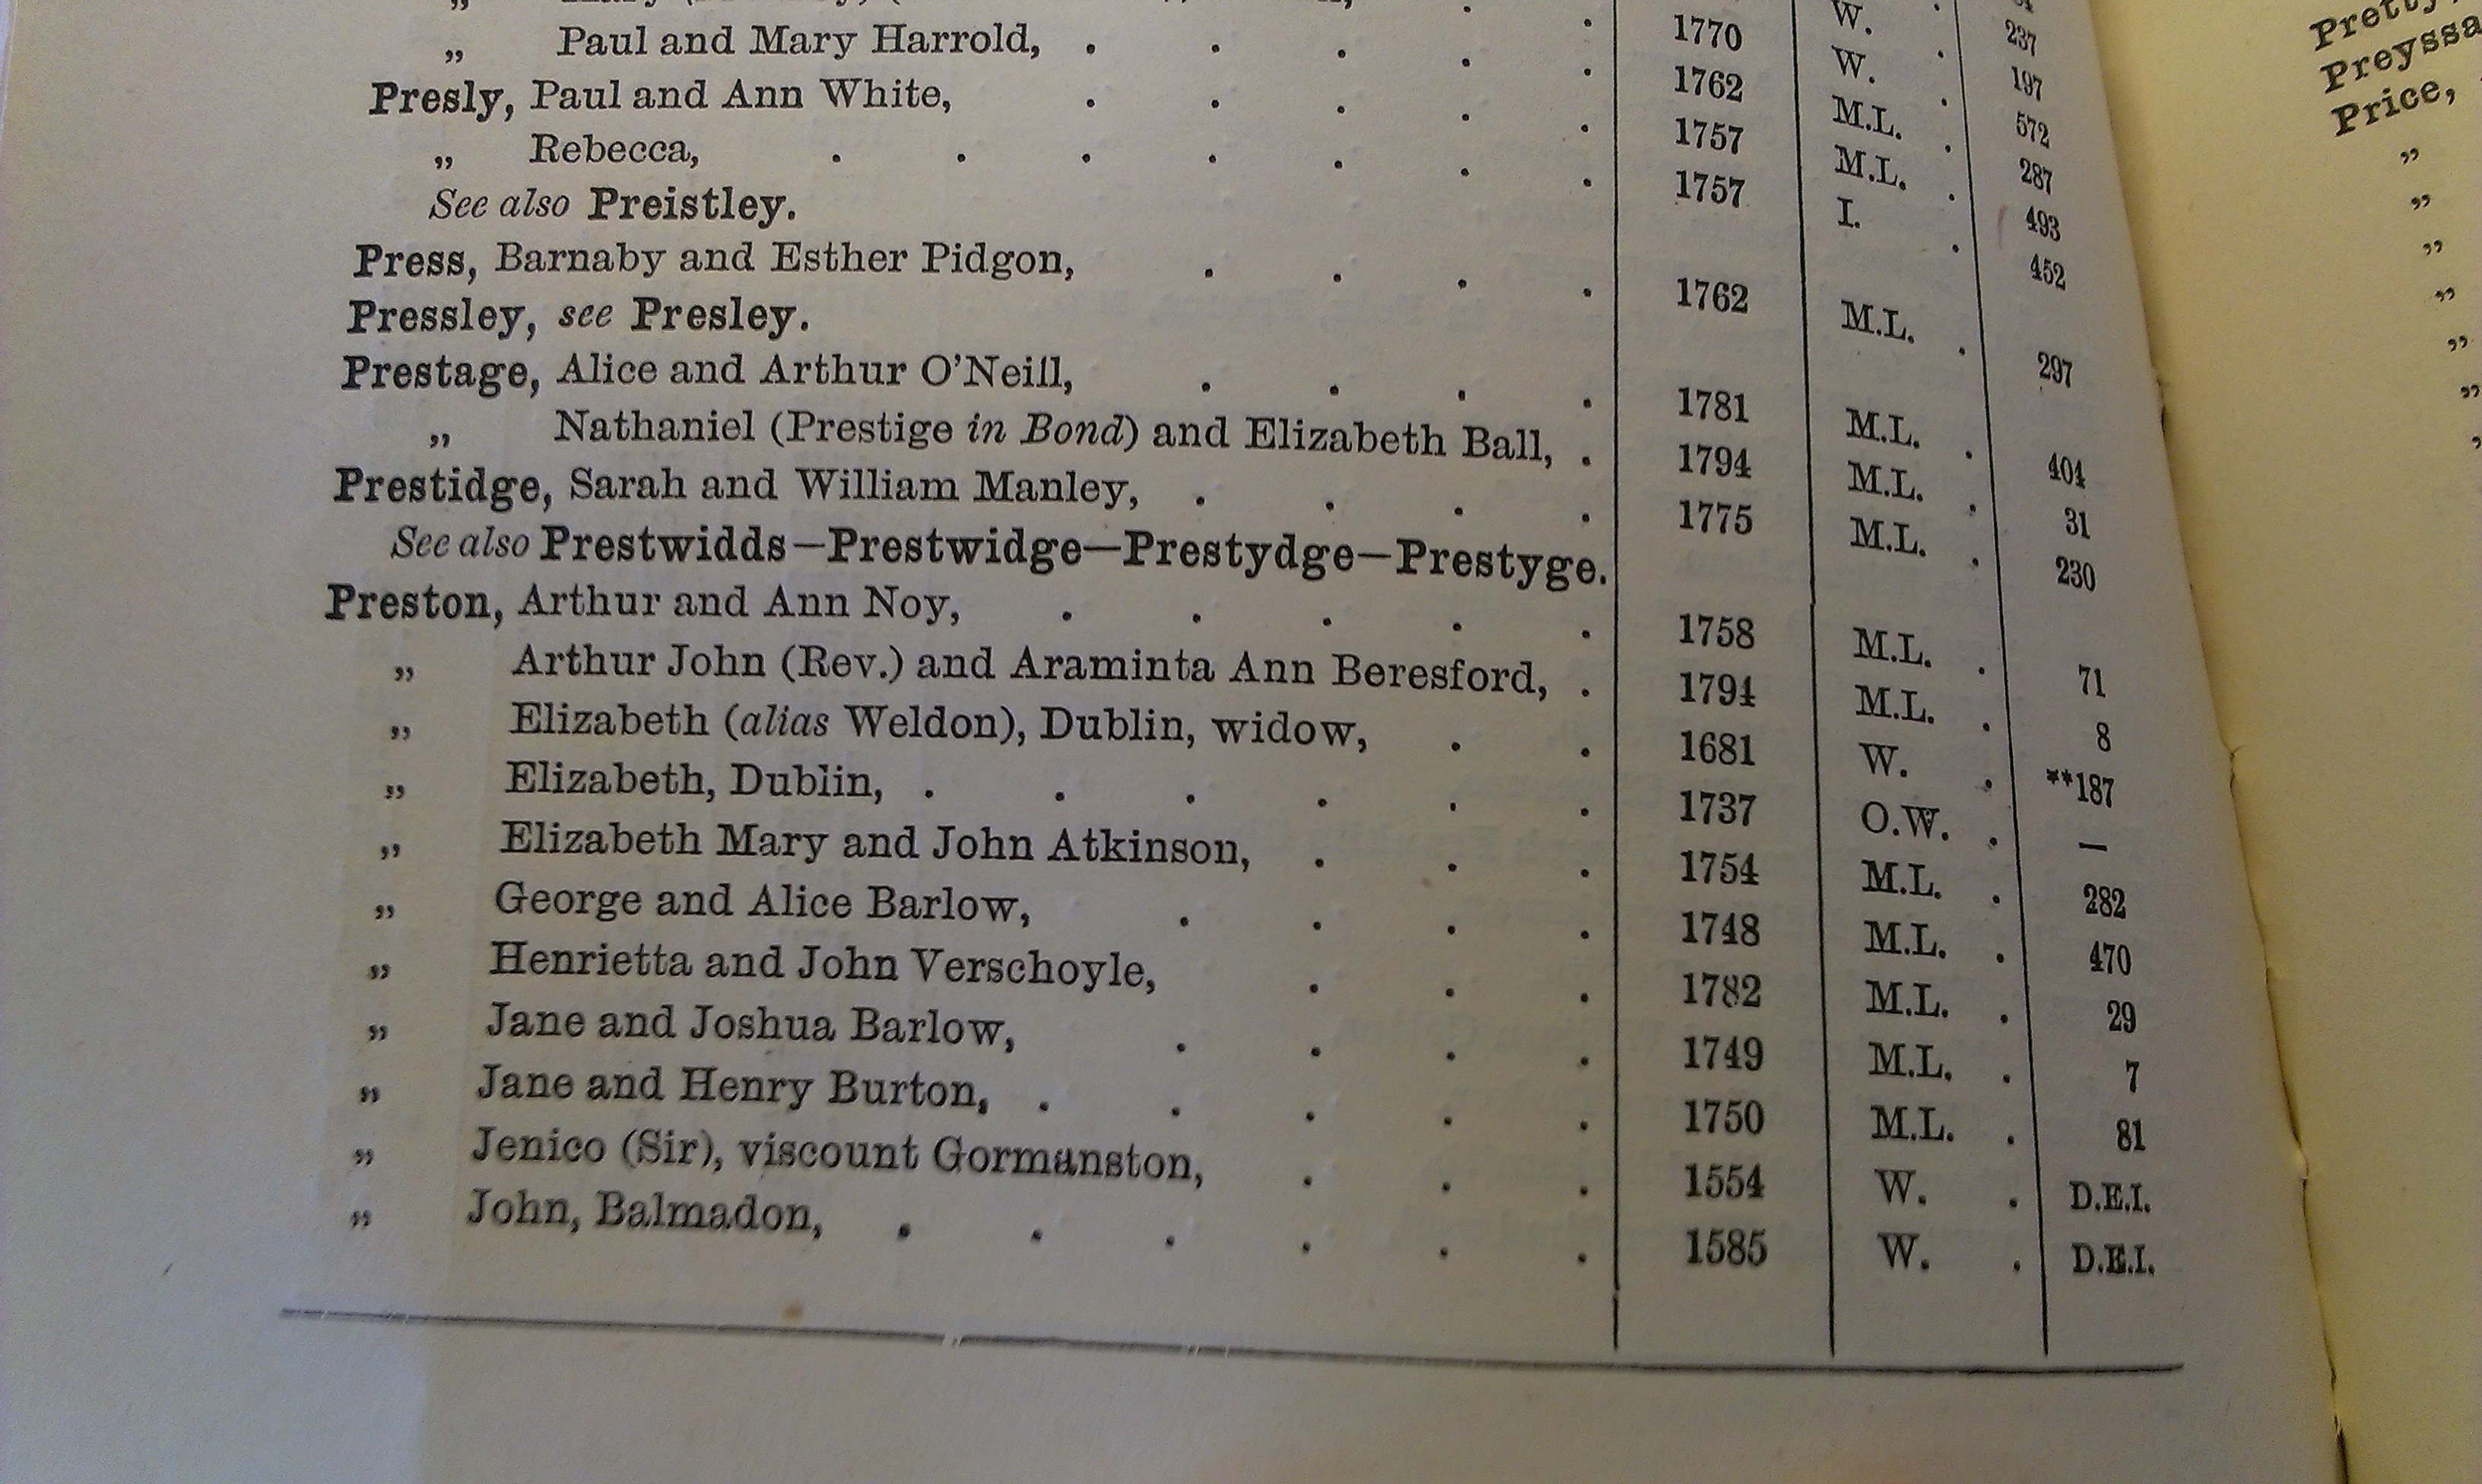 237
W. 197
„ 1770 W. 572
„ Paul and Mary Harrold, . . . . . 1762 M.L. . 287
Presly, Paul and Ann White, . . . . . 1757 M.L. . 493
„ Rebecca, . . . . . . . 1757 I. . 452
See also Preistley.
Press, Barnaby and Esther Pidgon, . . . . 1762 M.L. . 297
Pressley, see Presley.
Prestage, Alice and Arthur O'Neill, . . . . 1781 M.L. . 404
„ Nathaniel (Prestige in Bond) and Elizabeth Ball, . 1794 M.L. . 31
Prestidge, Sarah and William Manley, . . . . 1775 M.L. . 230
See also Prestwidds—Prestwidge—Prestydge—Prestyge.
Preston, Arthur and Ann Noy, . . . . . 1758 M.L. . 71
„ Arthur John (Rev.) and Araminta Ann Beresford, . 1794 M.L. . 8
„ Elizabeth (alias Weldon), Dublin, widow, . . 1681 W. . **187
„ Elizabeth, Dublin, . . . . . . 1737 O.W. . —
„ Elizabeth Mary and John Atkinson, . . . 1754 M.L. . 282
„ George and Alice Barlow, . . . . 1748 M.L. . 470
„ Henrietta and John Verschoyle, . . . 1782 M.L. . 29
„ Jane and Joshua Barlow, . . . . 1749 M.L. . 7
„ Jane and Henry Burton, . . . . . 1750 M.L. . 81
„ Jenico (Sir), viscount Gormanston, . . . 1554 W. . D.E.I.
„ John, Balmadon, . . . . . . 1585 W. . D.E.I.
Pretty,
Price,
„
„
„
„
„
„